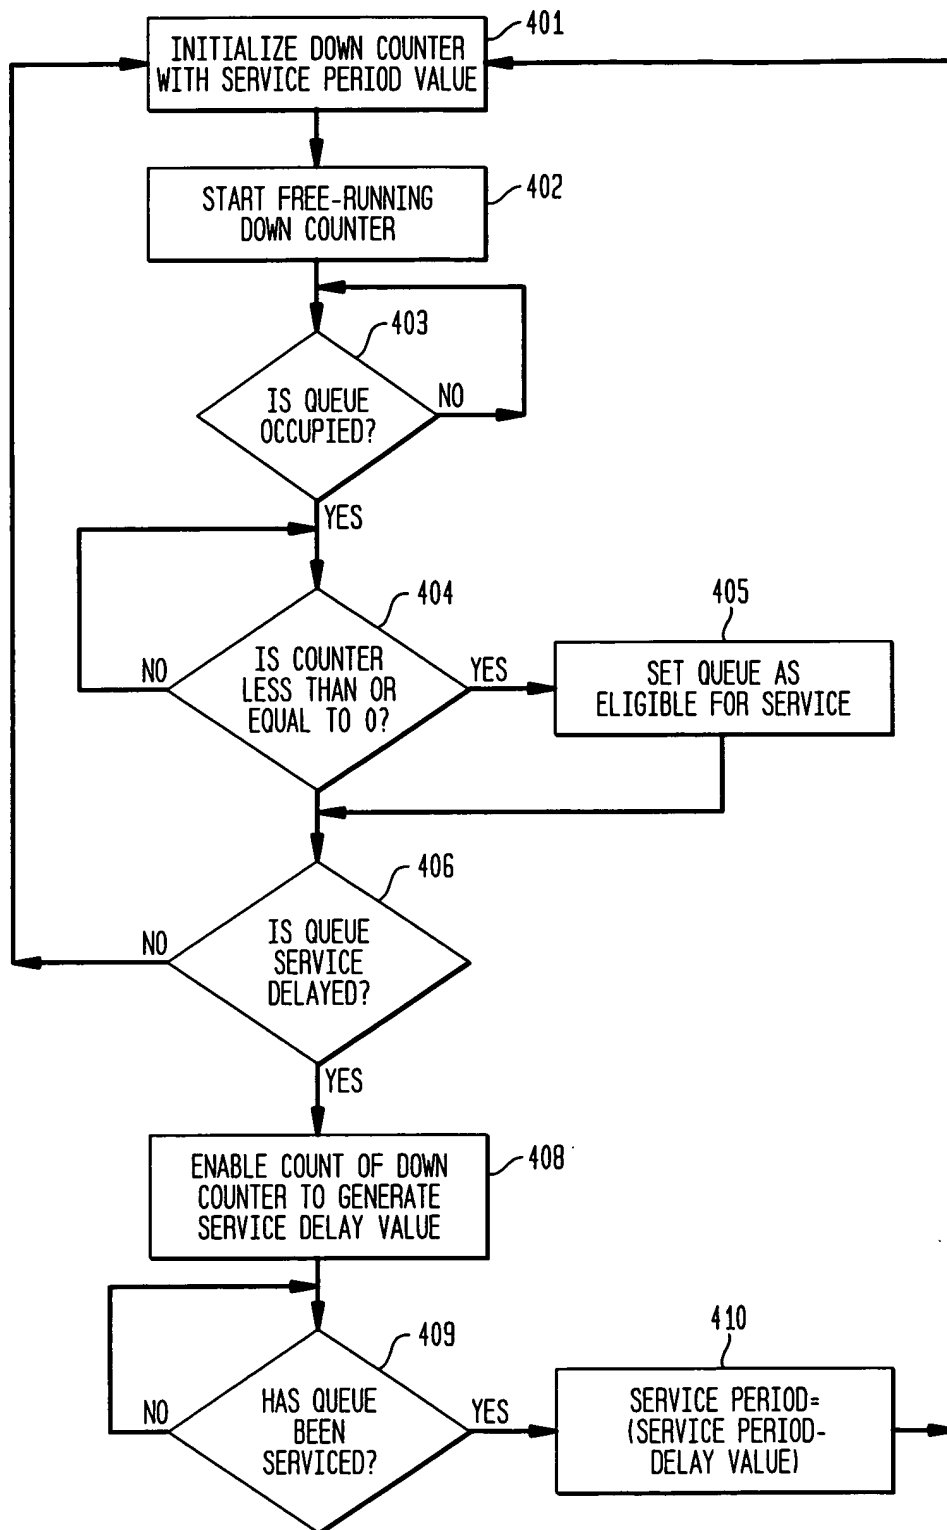 401
INITIALIZE DOWN COUNTER
WITH SERVICE PERIOD VALUE
402
START FREE-RUNNING
DOWN COUNTER
403
IS QUEUE
OCCUPIED?
NO
YES
404
405
NO
IS COUNTER
LESS THAN OR
EQUAL TO 0?
YES
SET QUEUE AS
ELIGIBLE FOR SERVICE
406
NO
IS QUEUE
SERVICE
DELAYED?
YES
408
ENABLE COUNT OF DOWN
COUNTER TO GENERATE
SERVICE DELAY VALUE
409
410
NO
HAS QUEUE
BEEN
SERVICED?
YES
SERVICE PERIOD=
(SERVICE PERIOD-
DELAY VALUE)